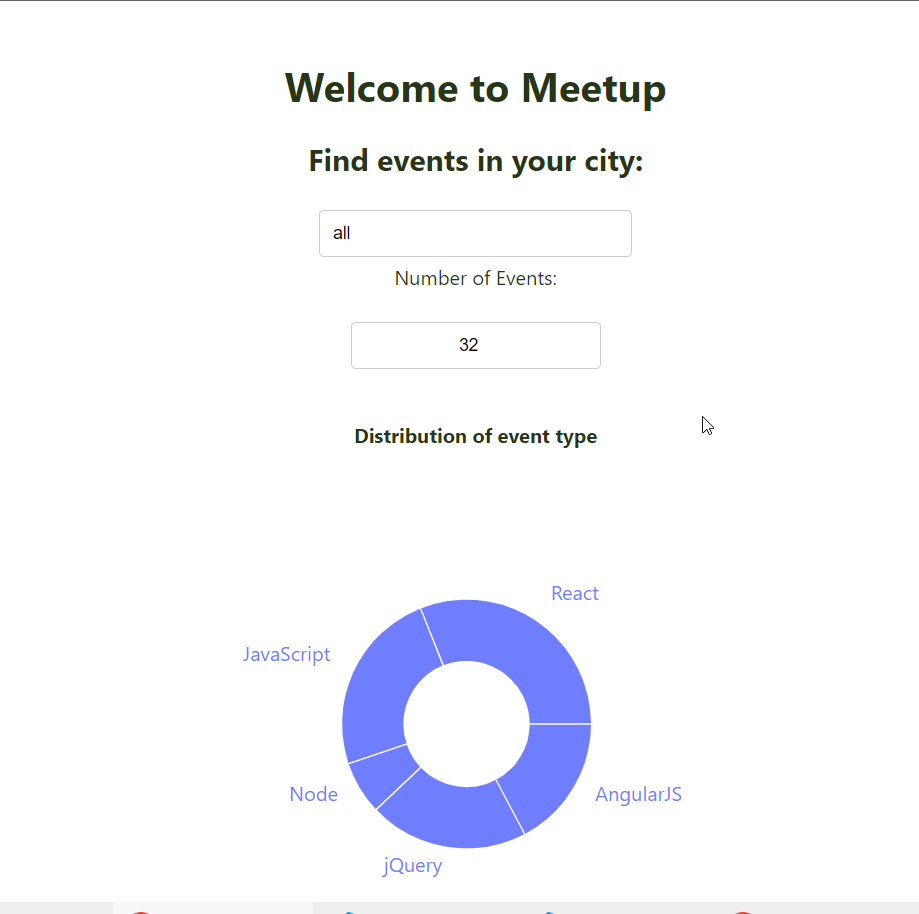 Welcome to Meetup
Find events in your city:
all
Number of Events:
32
Distribution of event type
React
JavaScript
Node
AngularJS
jQuery